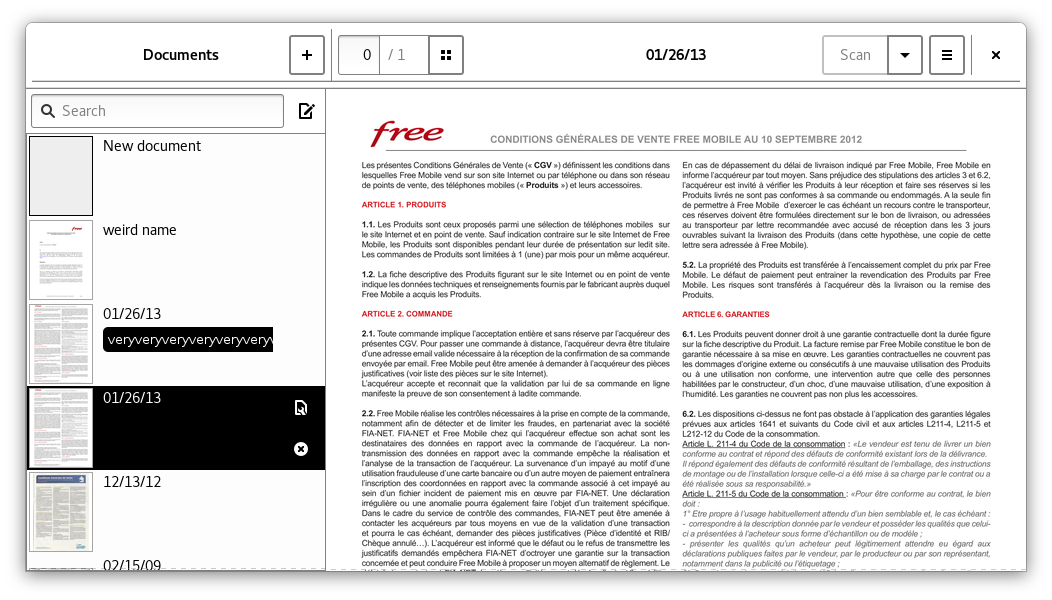 Documents
+
0 / 1
01/26/13
Scan
Search
New document
weird name
01/26/13
veryveryveryveryveryv
01/26/13
12/13/12
02/15/09
free
CONDITIONS GÉNÉRALES DE VENTE FREE MOBILE AU 10 SEPTEMBRE 2012
Les présentes Conditions Générales de Vente (« CGV ») définissent les conditions dans
lesquelles Free Mobile vend sur son site Internet ou par téléphone ou dans son réseau
de points de vente, des téléphones mobiles (« Produits ») et leurs accessoires.
ARTICLE 1. PRODUITS
1.1. Les Produits sont ceux proposés parmi une sélection de téléphones mobiles sur
le site Internet et en point de vente. Sauf indication contraire sur le site Internet de Free
Mobile, les Produits sont disponibles pendant leur durée de présentation sur ledit site.
Les commandes de Produits sont limitées à 1 (une) par mois pour un même acquéreur.
1.2. La fiche descriptive des Produits figurant sur le site Internet ou en point de vente
indique les données techniques et renseignements fournis par le fabricant auprès duquel
Free Mobile a acquis les Produits.
ARTICLE 2. COMMANDE
2.1. Toute commande implique l'acceptation entière et sans réserve par l'acquéreur des
présentes CGV. Pour passer une commande à distance, l'acquéreur devra être titulaire
d'une adresse email valide nécessaire à la réception de la confirmation de sa commande
envoyée par email. Free Mobile peut être amenée à demander à l'acquéreur des pièces
justificatives (voir liste des pièces sur le site Internet).
L'acquéreur accepte et reconnait que la validation par lui de sa commande en ligne
manifeste la preuve de son consentement à ladite commande.
2.2. Free Mobile réalise les contrôles nécessaires à la prise en compte de la commande,
notamment afin de détecter et de limiter les fraudes, en partenariat avec la société
FIA-NET. FIA-NET et Free Mobile chez qui l'acquéreur effectue son achat sont les
destinataires des données en rapport avec la commande. La non-
transmission des données en rapport avec la commande empêche la réalisation et
l'analyse de la transaction de l'acquéreur. La survenance d'un impayé au motif d'une
utilisation frauduleuse d'une carte bancaire ou d'un autre moyen de paiement entraînera
l'inscription des coordonnées en rapport avec la commande associé à cet impayé au
sein d'un fichier incident de paiement mis en œuvre par FIA-NET. Une déclaration
irrégulière ou une anomalie pourra également faire l'objet d'un traitement spécifique.
Dans le cadre du service de contrôle des commandes, FIA-NET peut être amenée à
contacter les acquéreurs par tous moyens en vue de la validation d'une transaction
et pourra le cas échéant, demander des pièces justificatives (Pièce d'identité et RIB/
Chèque annulé…). L'acquéreur est informé que le défaut ou le refus de transmettre les
justificatifs demandés empêchera FIA-NET d'octroyer une garantie sur la transaction
concernée et peut conduire Free Mobile à proposer un moyen alternatif de règlement. Le
En cas de dépassement du délai de livraison indiqué par Free Mobile, Free Mobile en
informe l'acquéreur par tout moyen. Sans préjudice des stipulations des articles 3 et 6.2,
l'acquéreur est invité à vérifier les Produits à leur réception et faire ses réserves si les
Produits livrés ne sont pas conformes à sa commande ou endommagés. A la seule fin
de permettre à Free Mobile d'exercer le cas échéant un recours contre le transporteur,
ces réserves doivent être formulées directement sur le bon de livraison, ou adressées
au transporteur par lettre recommandée avec accusé de réception dans les 3 jours
ouvrables suivant la livraison des Produits (dans cette hypothèse, une copie de cette
lettre sera adressée à Free Mobile).
5.2. La propriété des Produits est transférée à l'encaissement complet du prix par Free
Mobile. Le défaut de paiement peut entrainer la revendication des Produits par Free
Mobile. Les risques sont transférés à l'acquéreur dès la livraison ou la remise des
Produits.
ARTICLE 6. GARANTIES
6.1. Les Produits peuvent donner droit à une garantie contractuelle dont la durée figure
sur la fiche descriptive du Produit. La facture remise par Free Mobile constitue le bon de
garantie nécessaire à sa mise en œuvre. Les garanties contractuelles ne couvrent pas
les dommages d'origine externe ou consécutifs à une mauvaise utilisation des Produits
ou à une utilisation non conforme, une intervention autre que celle des personnes
habilitées par le constructeur, d'un choc, d'une mauvaise utilisation, d'une exposition à
l'humidité. Les garanties ne couvrent pas non plus les accessoires.
6.2. Les dispositions ci-dessus ne font pas obstacle à l'application des garanties légales
prévues aux articles 1641 et suivants du Code civil et aux articles L211-4, L211-5 et
L212-12 du Code de la consommation.
Article L. 211-4 du Code de la consommation : «Le vendeur est tenu de livrer un bien
conforme au contrat et répond des défauts de conformité existant lors de la délivrance.
Il répond également des défauts de conformité résultant de l'emballage, des instructions
de montage ou de l'installation lorsque celle-ci a été mise à sa charge par le contrat ou a
été réalisée sous sa responsabilité.»
Article L. 211-5 du Code de la consommation : «Pour être conforme au contrat, le bien
doit :
1° Etre propre à l'usage habituellement attendu d'un bien semblable et, le cas échéant :
- correspondre à la description donnée par le vendeur et posséder les qualités que celui-
ci a présentées à l'acheteur sous forme d'échantillon ou de modèle ;
- présenter les qualités qu'un acheteur peut légitimement attendre eu égard aux
déclarations publiques faites par le vendeur, par le producteur ou par son représentant,
notamment dans la publicité ou l'étiquetage ;